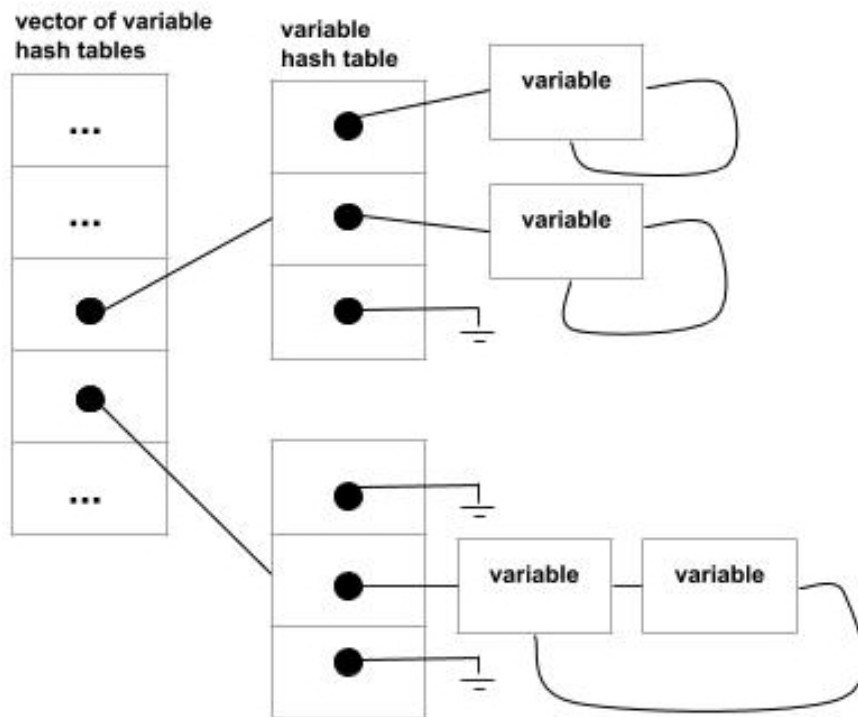 vector of variable
hash tables
variable
hash table
...
...
...
variable
variable
variable
variable